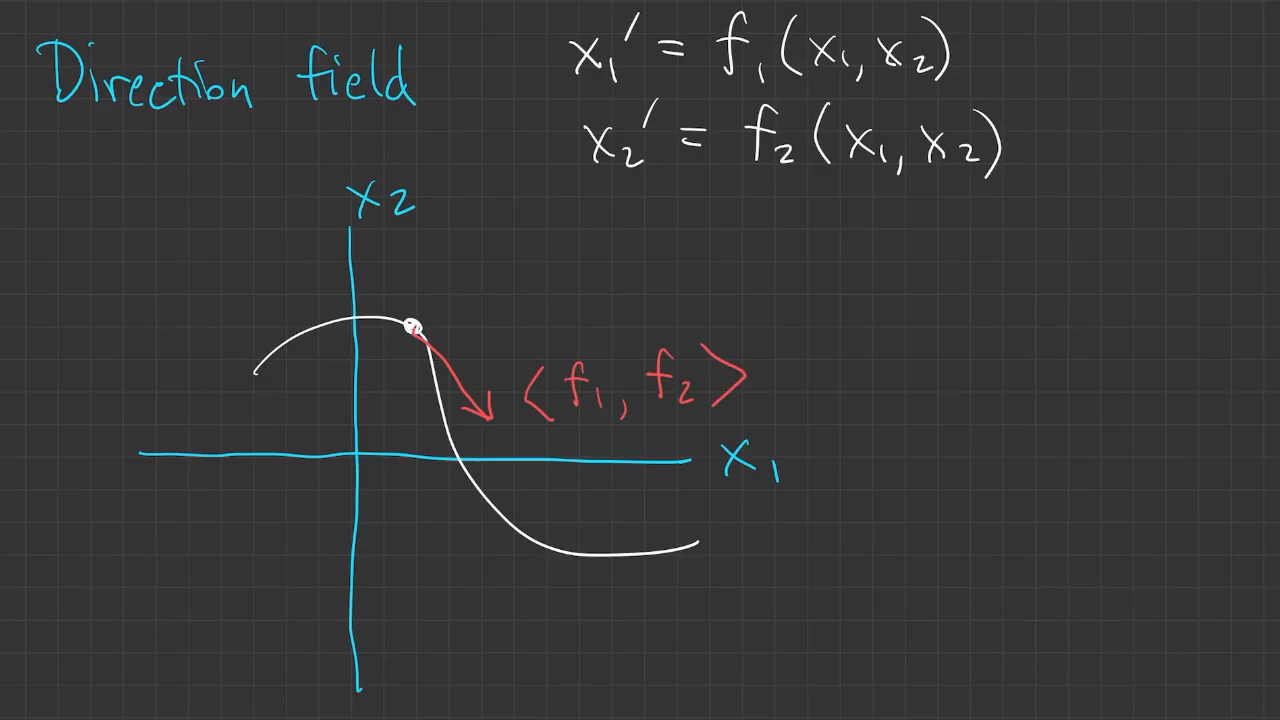 Direction field
x₁' = f₁(x₁, x₂)
x₂' = f₂(x₁, x₂)
x₂
⟨f₁, f₂⟩
x₁